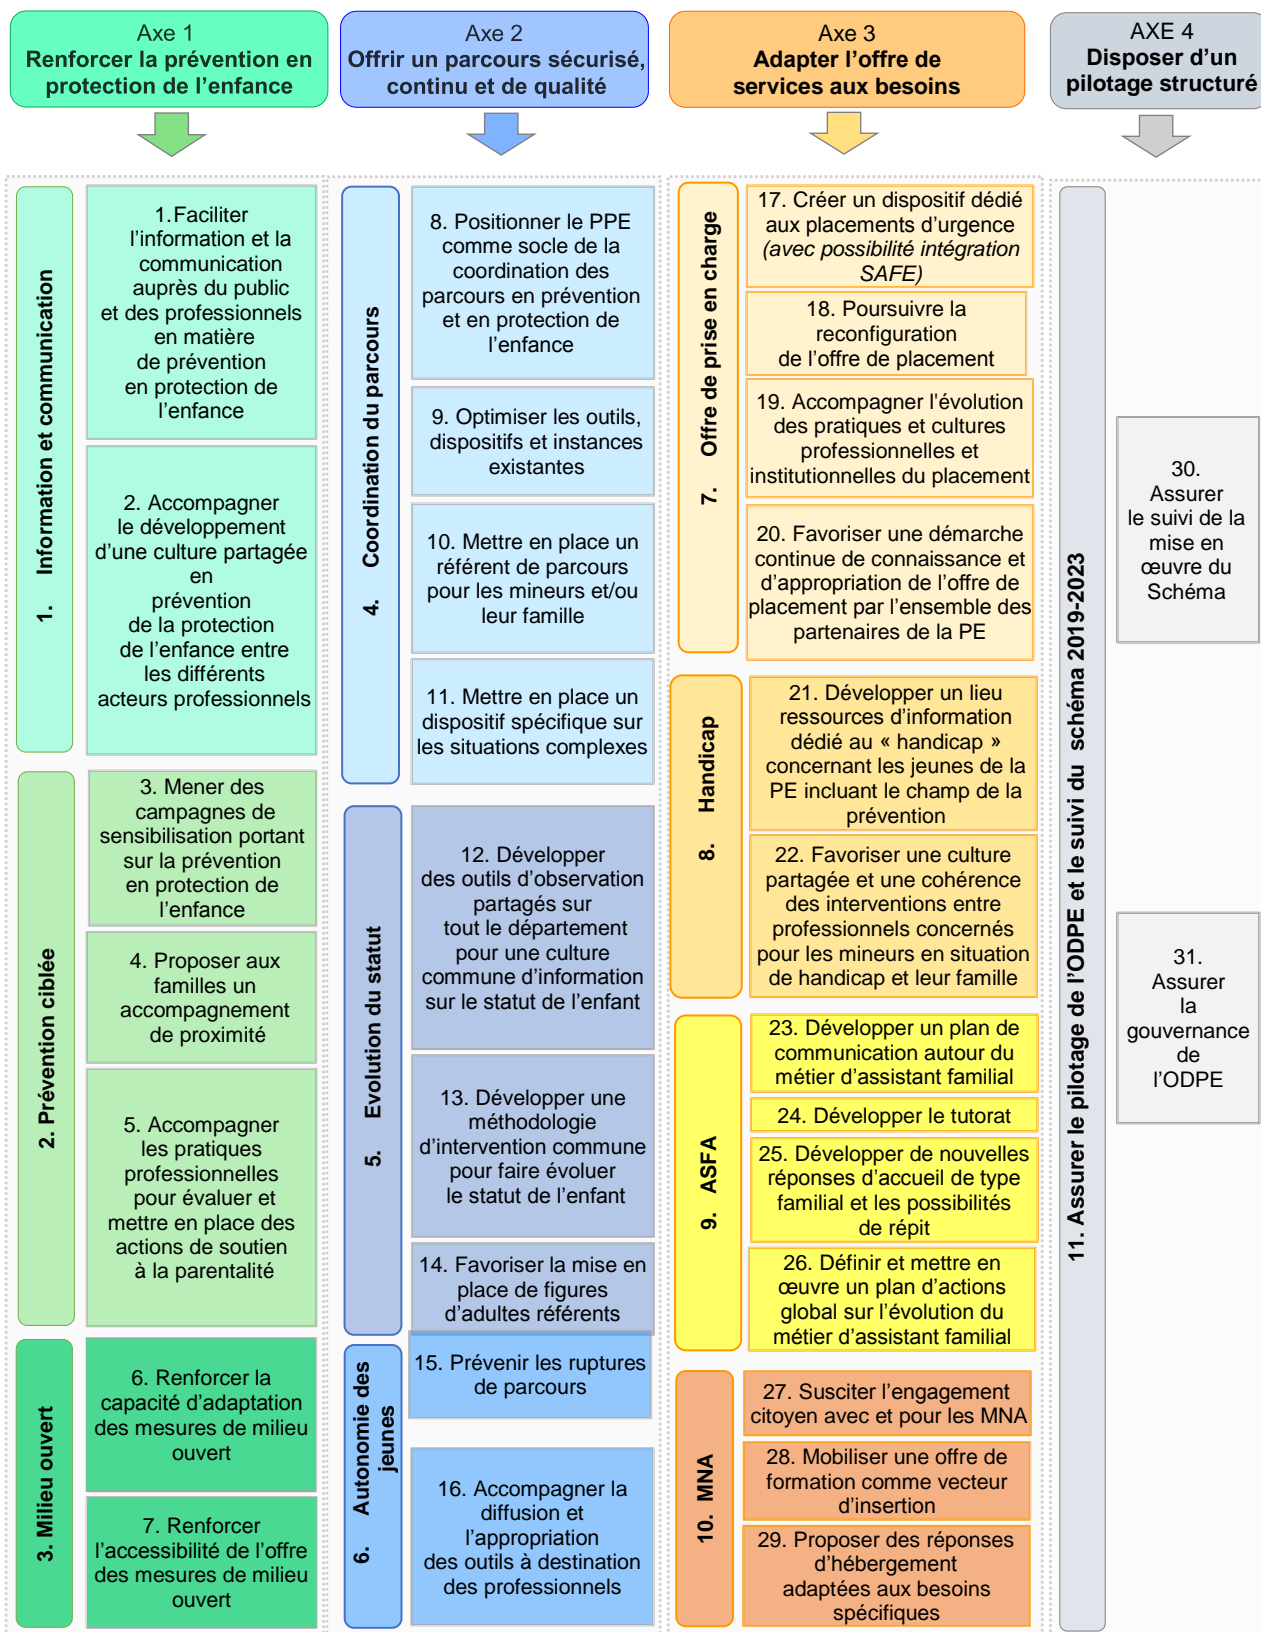 Axe 1
Renforcer la prévention en
protection de l’enfance
1. Information et communication
1. Faciliter
l’information et la
communication
auprès du public
et des professionnels
en matière
de prévention
en protection de
l’enfance
2. Accompagner
le développement
d’une culture partagée
en
prévention
de la protection
de l’enfance entre
les différents
acteurs professionnels
2. Prévention ciblée
3. Mener des
campagnes de
sensibilisation portant
sur la prévention
en protection de
l’enfance
4. Proposer aux
familles un
accompagnement
de proximité
5. Accompagner
les pratiques
professionnelles
pour évaluer et
mettre en place des
actions de soutien
à la parentalité
3. Milieu ouvert
6. Renforcer la
capacité d’adaptation
des mesures de milieu
ouvert
7. Renforcer
l’accessibilité de l’offre
des mesures de milieu
ouvert
Axe 2
Offrir un parcours sécurisé,
continu et de qualité
4. Coordination du parcours
8. Positionner le PPE
comme socle de la
coordination des
parcours en prévention
et en protection de
l’enfance
9. Optimiser les outils,
dispositifs et instances
existantes
10. Mettre en place un
référent de parcours
pour les mineurs et/ou
leur famille
11. Mettre en place un
dispositif spécifique sur
les situations complexes
5. Evolution du statut
12. Développer
des outils d’observation
partagés sur
tout le département
pour une culture
commune d’information
sur le statut de l’enfant
13. Développer une
méthodologie
d’intervention commune
pour faire évoluer
le statut de l’enfant
14. Favoriser la mise en
place de figures
d’adultes référents
6. Autonomie des
jeunes
15. Prévenir les ruptures
de parcours
16. Accompagner la
diffusion et
l’appropriation
des outils à destination
des professionnels
Axe 3
Adapter l’offre de
services aux besoins
7. Offre de prise en charge
17. Créer un dispositif dédié
aux placements d’urgence
(avec possibilité intégration
SAFE)
18. Poursuivre la
reconfiguration
de l’offre de placement
19. Accompagner l'évolution
des pratiques et cultures
professionnelles et
institutionnelles du placement
20. Favoriser une démarche
continue de connaissance et
d’appropriation de l’offre de
placement par l’ensemble des
partenaires de la PE
8. Handicap
21. Développer un lieu
ressources d’information
dédié au « handicap »
concernant les jeunes de la
PE incluant le champ de la
prévention
22. Favoriser une culture
partagée et une cohérence
des interventions entre
professionnels concernés
pour les mineurs en situation
de handicap et leur famille
9. ASFA
23. Développer un plan de
communication autour du
métier d’assistant familial
24. Développer le tutorat
25. Développer de nouvelles
réponses d’accueil de type
familial et les possibilités
de répit
26. Définir et mettre en
œuvre un plan d’actions
global sur l’évolution du
métier d’assistant familial
10. MNA
27. Susciter l’engagement
citoyen avec et pour les MNA
28. Mobiliser une offre de
formation comme vecteur
d’insertion
29. Proposer des réponses
d’hébergement
adaptées aux besoins
spécifiques
AXE 4
Disposer d’un
pilotage structuré
11. Assurer le pilotage de l’ODPE et le suivi du schéma 2019-2023
30.
Assurer
le suivi de la
mise en
œuvre du
Schéma
31.
Assurer
la
gouvernance
de
l’ODPE